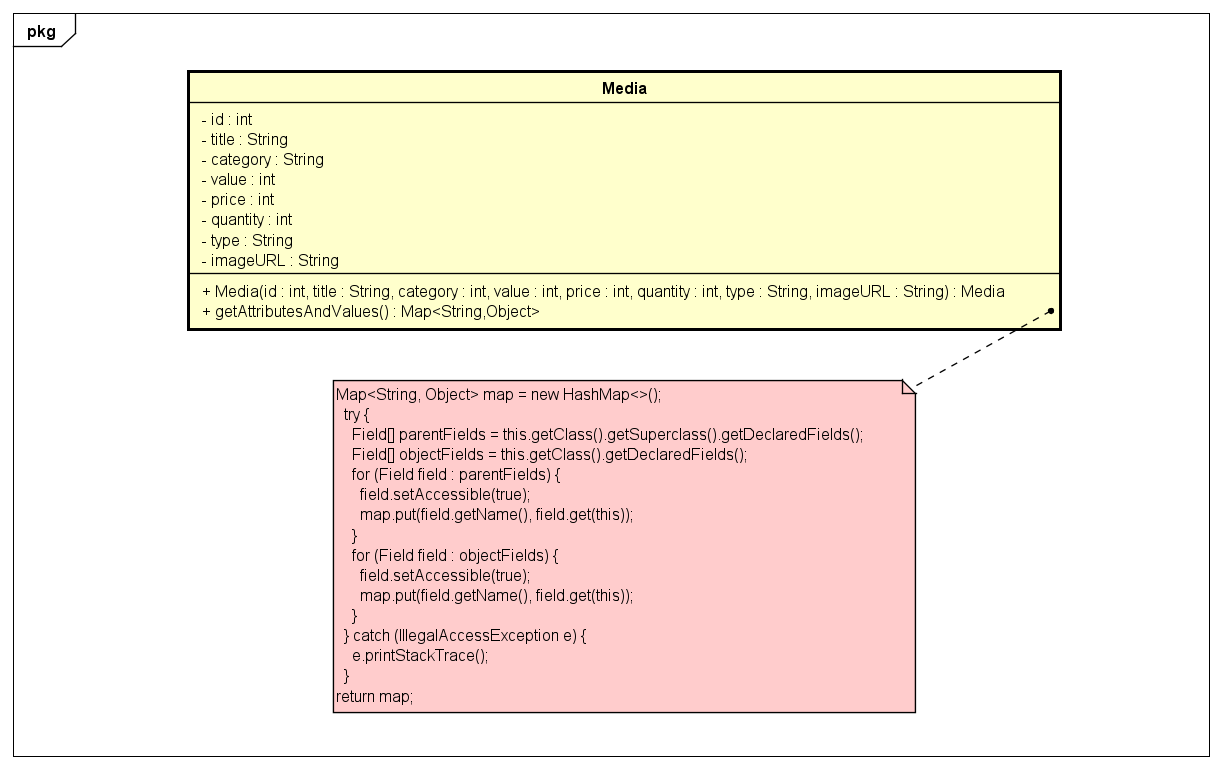 pkg
Media
- id : int
- title : String
- category : String
- value : int
- price : int
- quantity : int
- type : String
- imageURL : String
+ Media(id : int, title : String, category : int, value : int, price : int, quantity : int, type : String, imageURL : String) : Media
+ getAttributesAndValues() : Map<String,Object>
Map<String, Object> map = new HashMap<>();
try {
Field[] parentFields = this.getClass().getSuperclass().getDeclaredFields();
Field[] objectFields = this.getClass().getDeclaredFields();
for (Field field : parentFields) {
field.setAccessible(true);
map.put(field.getName(), field.get(this));
}
for (Field field : objectFields) {
field.setAccessible(true);
map.put(field.getName(), field.get(this));
}
} catch (IllegalAccessException e) {
e.printStackTrace();
}
return map;